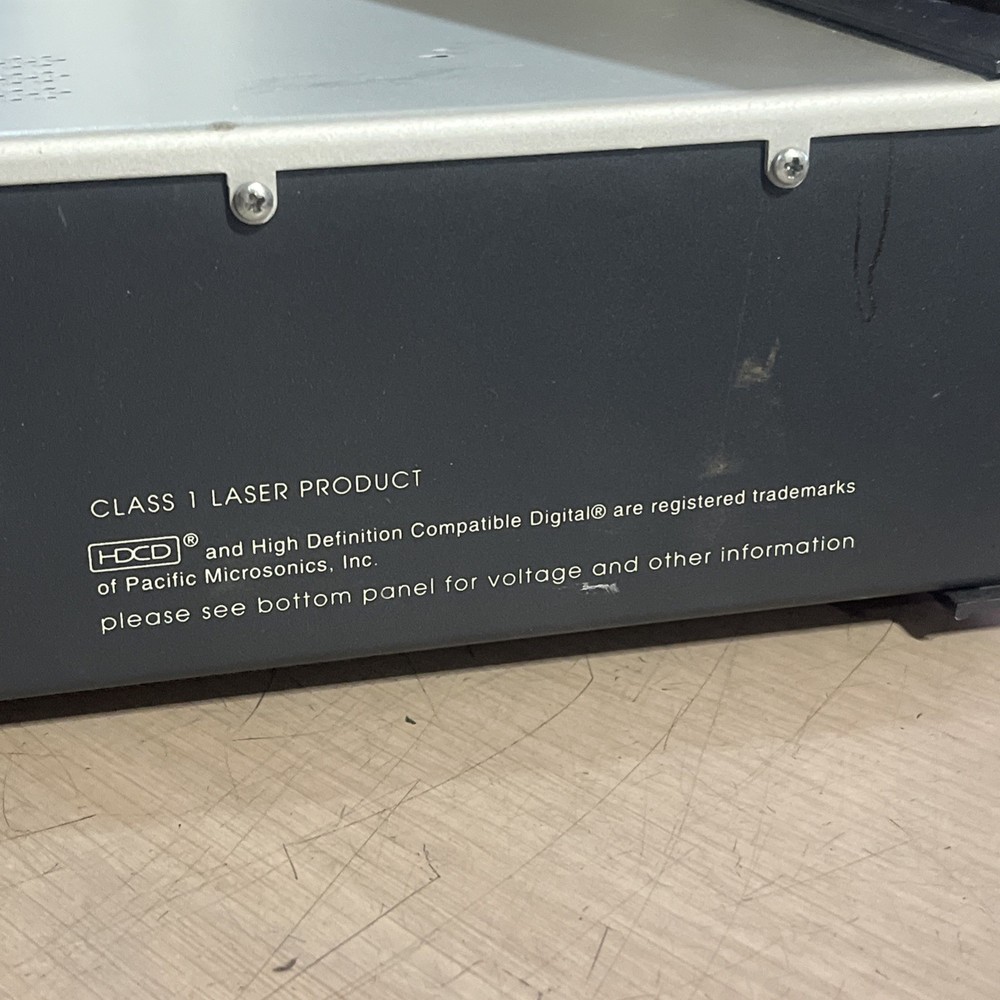 CLASS 1 LASER PRODUCT
HDCD® and High Definition Compatible Digital® are registered trademarks
of Pacific Microsonics, Inc.
please see bottom panel for voltage and other information